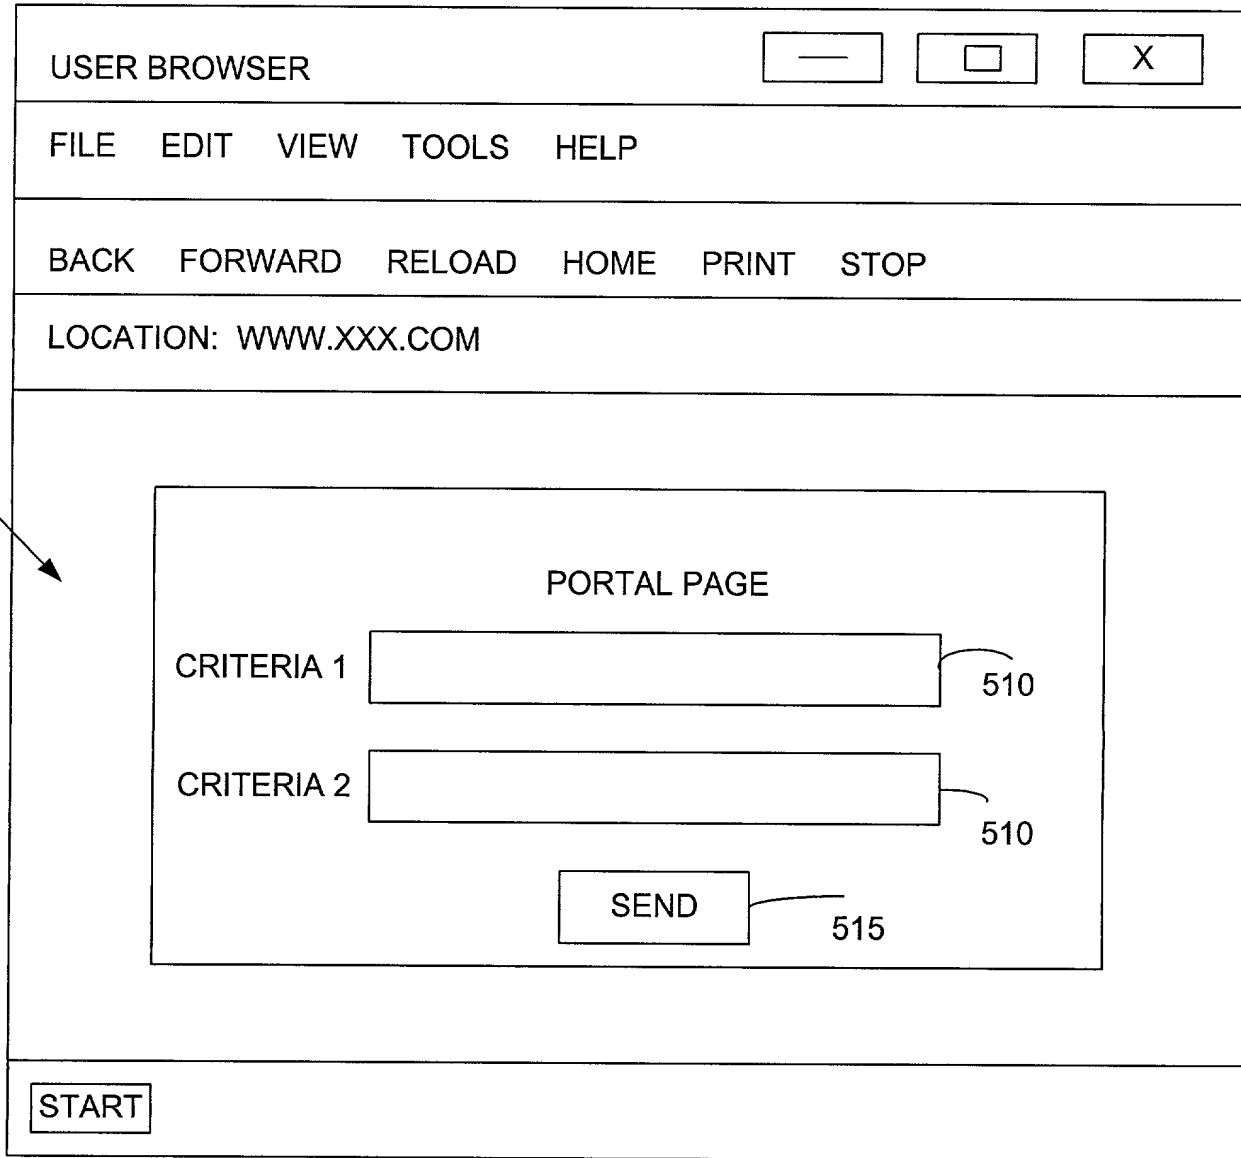 USER BROWSER X
FILE EDIT VIEW TOOLS HELP
BACK FORWARD RELOAD HOME PRINT STOP
LOCATION: WWW.XXX.COM
PORTAL PAGE
CRITERIA 1
510
CRITERIA 2
510
SEND
515
START